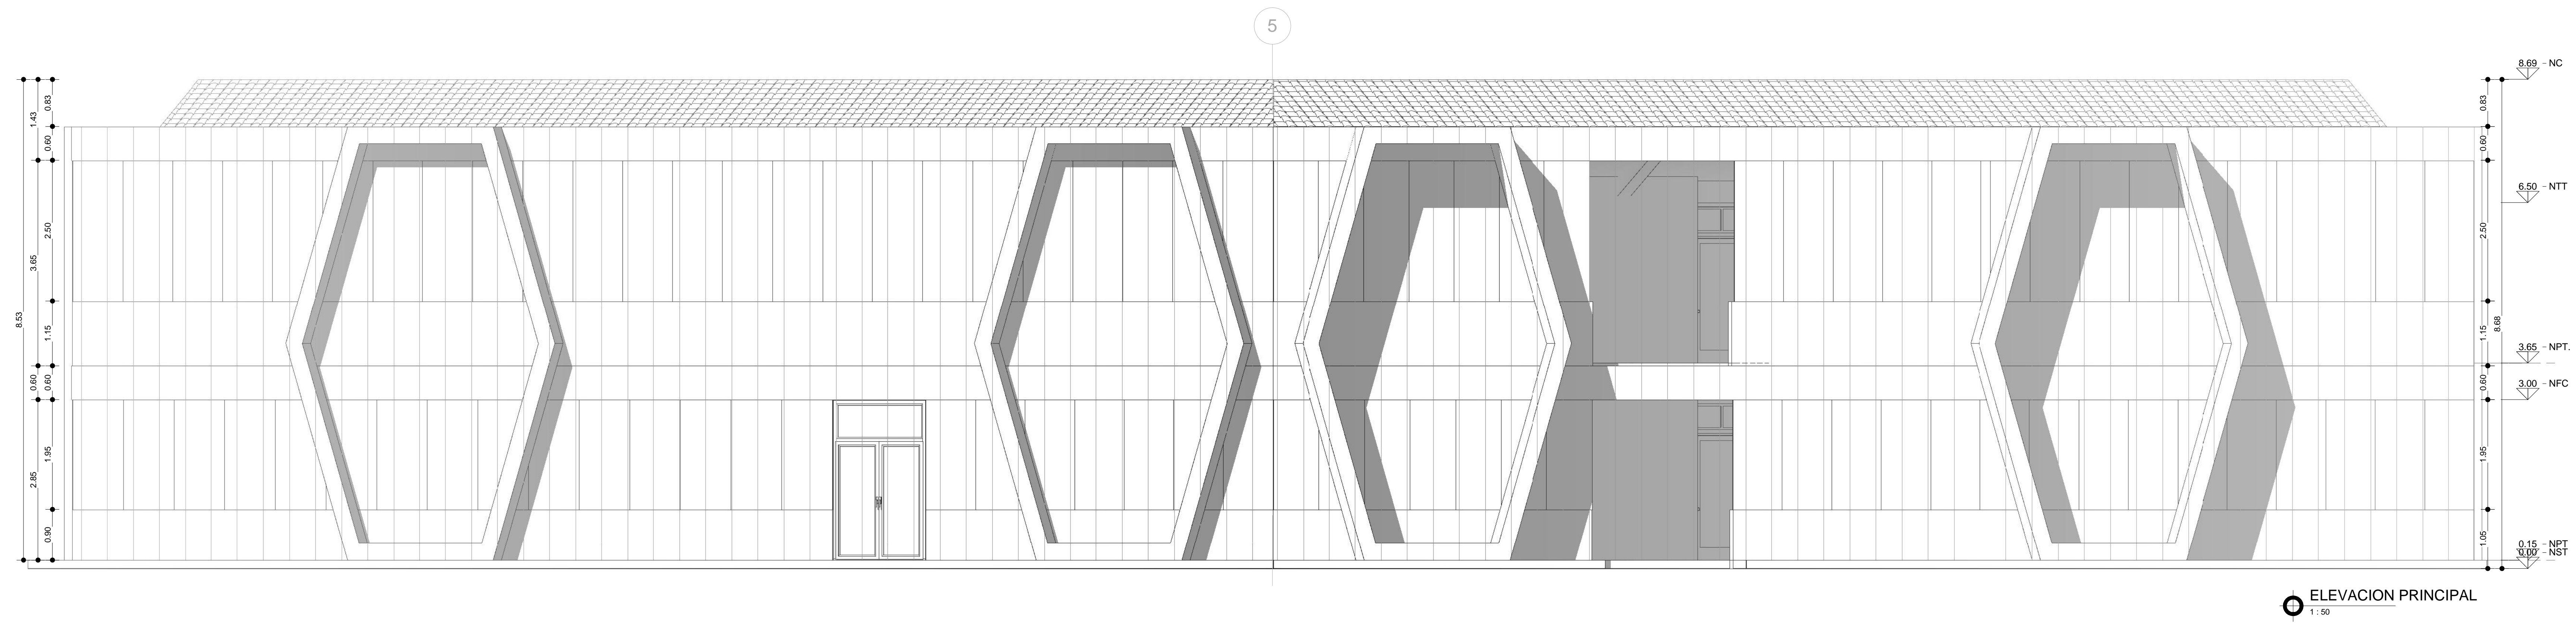 5
8.69 - NC
0.83
1.43
0.60
2.50
3.65
8.53
1.15
0.60
0.60
1.95
2.85
0.90
0.83
0.60
6.50 - NTT
2.50
1.15
8.68
3.65 - NPT.
0.60
3.00 - NFC
1.95
1.05
0.15 - NPT
0.00 - NST
ELEVACION PRINCIPAL
1 : 50